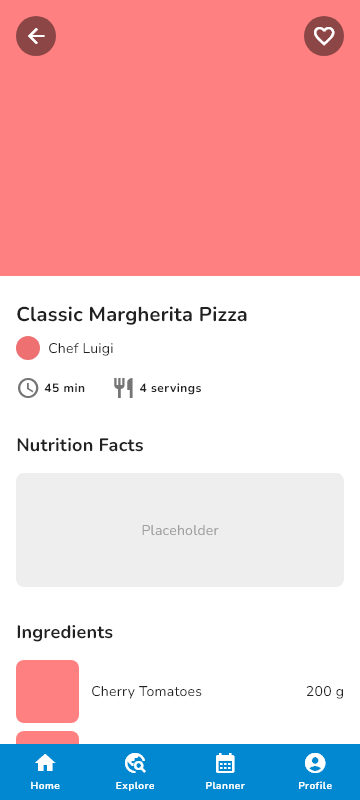 Classic Margherita Pizza
Chef Luigi
45 min
4 servings
Nutrition Facts
Placeholder
Ingredients
Cherry Tomatoes 200 g
Home Explore Planner Profile